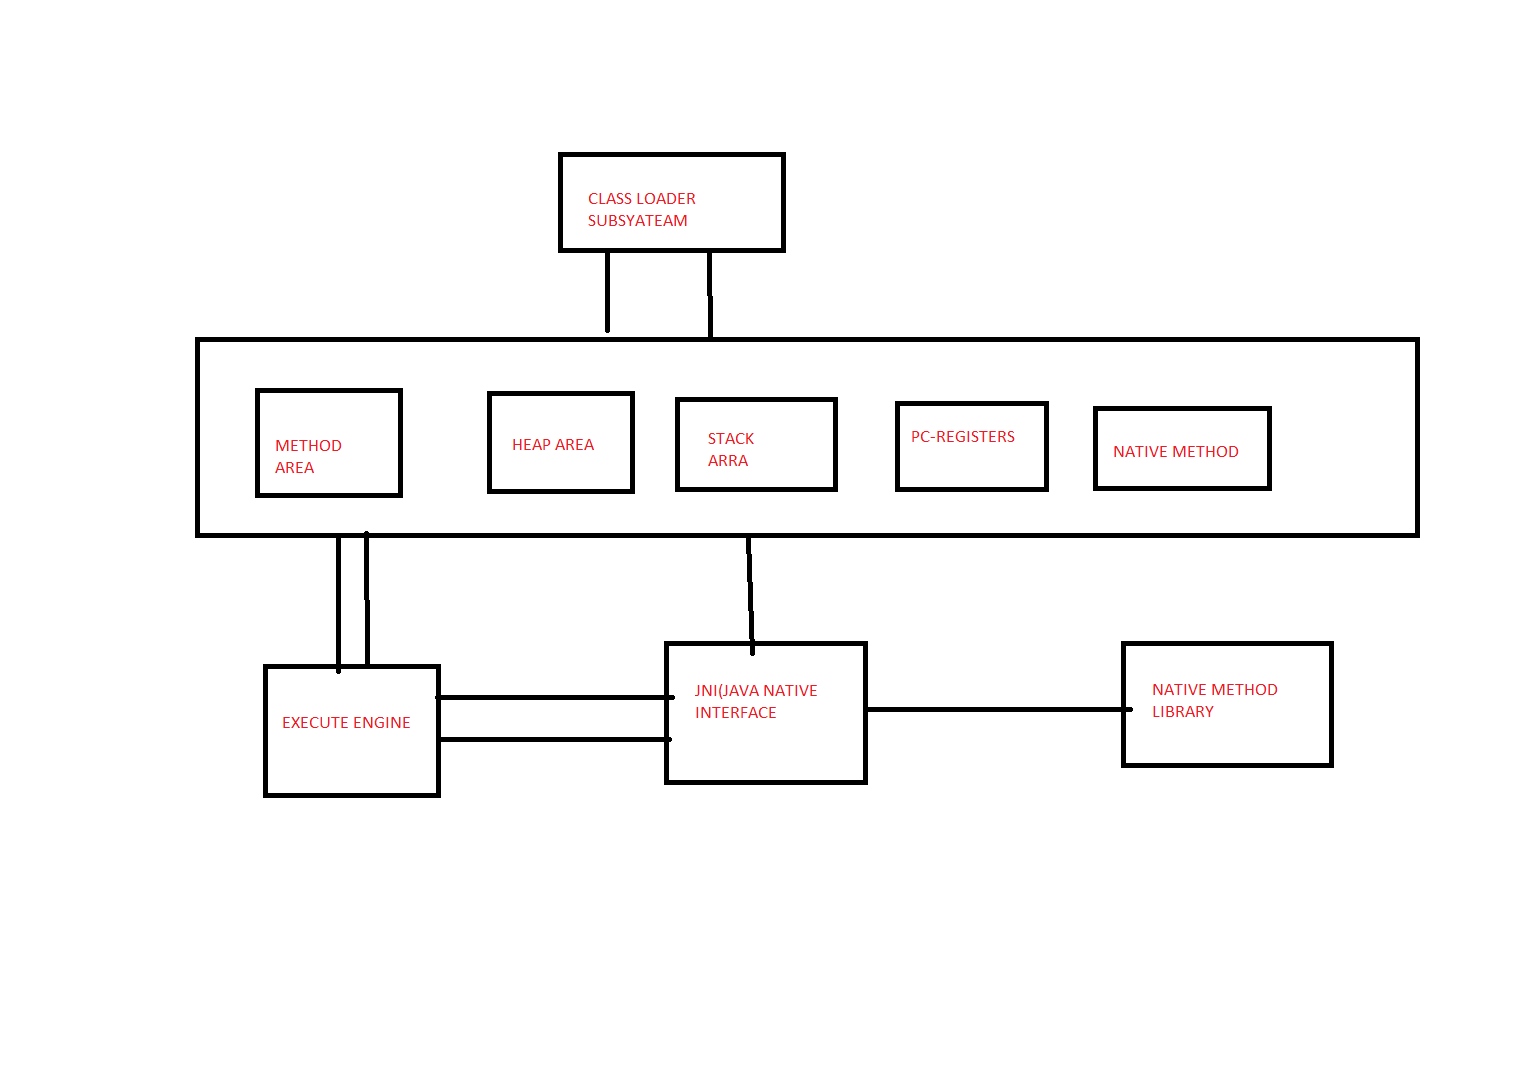 CLASS LOADER
SUBSYATEAM
METHOD
AREA
HEAP AREA
STACK
ARRA
PC-REGISTERS
NATIVE METHOD
EXECUTE ENGINE
JNI(JAVA NATIVE
INTERFACE
NATIVE METHOD
LIBRARY